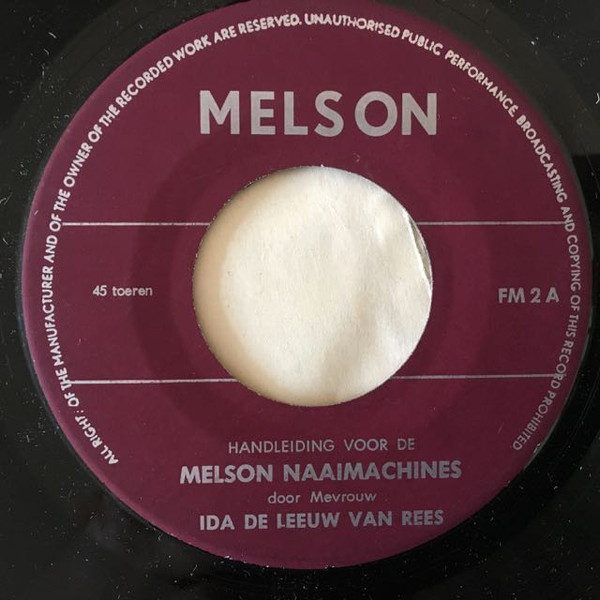 ALL RIGHT: OF THE MANUFACTURER AND OF THE OWNER OF THE RECORDED WORK ARE RESERVED. UNAUTHORISED PUBLIC PERFORMANCE, BROADCASTING AND COPYING OF THIS RECORD PROHIBITED
MELSON
45 toeren
FM 2 A
HANDLEIDING VOOR DE
MELSON NAAIMACHINES
door Mevrouw
IDA DE LEEUW VAN REES